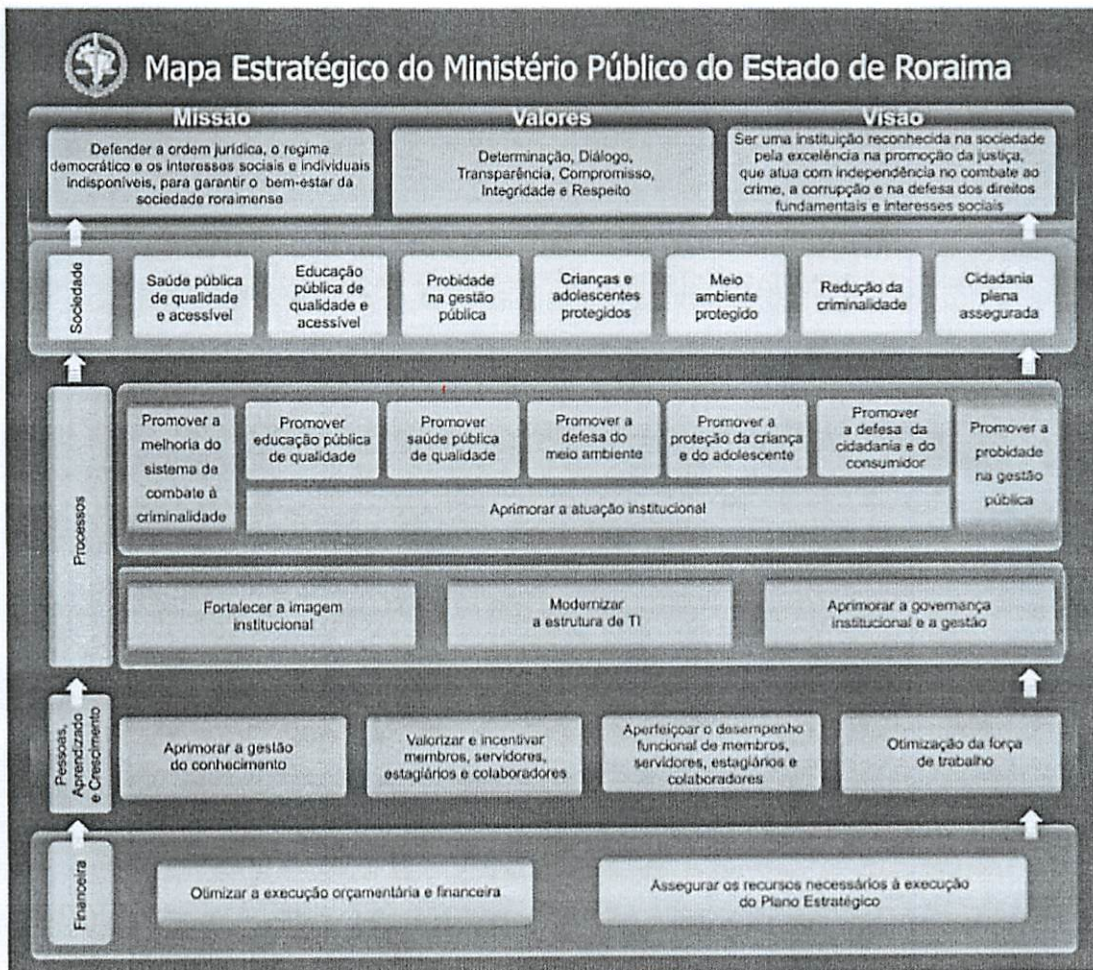 Mapa Estratégico do Ministério Público do Estado de Roraima
Missão
Defender a ordem jurídica, o regime
democrático e os interesses sociais e individuais
indisponíveis, para garantir o bem-estar da
sociedade roraimense
Valores
Determinação, Diálogo,
Transparência, Compromisso,
Integridade e Respeito
Visão
Ser uma instituição reconhecida na sociedade
pela excelência na promoção da justiça,
que atua com independência no combate ao
crime, a corrupção e na defesa dos direitos
fundamentais e interesses sociais
Sociedade
Saúde pública
de qualidade
e acessível
Educação
pública de
qualidade e
acessível
Probidade
na gestão
pública
Crianças e
adolescentes
protegidos
Meio
ambiente
protegido
Redução da
criminalidade
Cidadania
plena
assegurada
Processos
Promover a
melhoria do
sistema de
combate à
criminalidade
Promover
educação pública
de qualidade
Promover
saúde pública
de qualidade
Promover a
defesa do
meio ambiente
Promover a
proteção da criança
e do adolescente
Promover
a defesa da
cidadania e do
consumidor
Promover a
probidade
na gestão
pública
Aprimorar a atuação institucional
Fortalecer a imagem
institucional
Modernizar
a estrutura de TI
Aprimorar a governança
institucional e a gestão
Pessoas,
Aprendizado
e Crescimento
Aprimorar a gestão
do conhecimento
Valorizar e incentivar
membros, servidores,
estagiários e colaboradores
Aperfeiçoar o desempenho
funcional de membros,
servidores, estagiários e
colaboradores
Otimização da força
de trabalho
Financeira
Otimizar a execução orçamentária e financeira
Assegurar os recursos necessários à execução
do Plano Estratégico